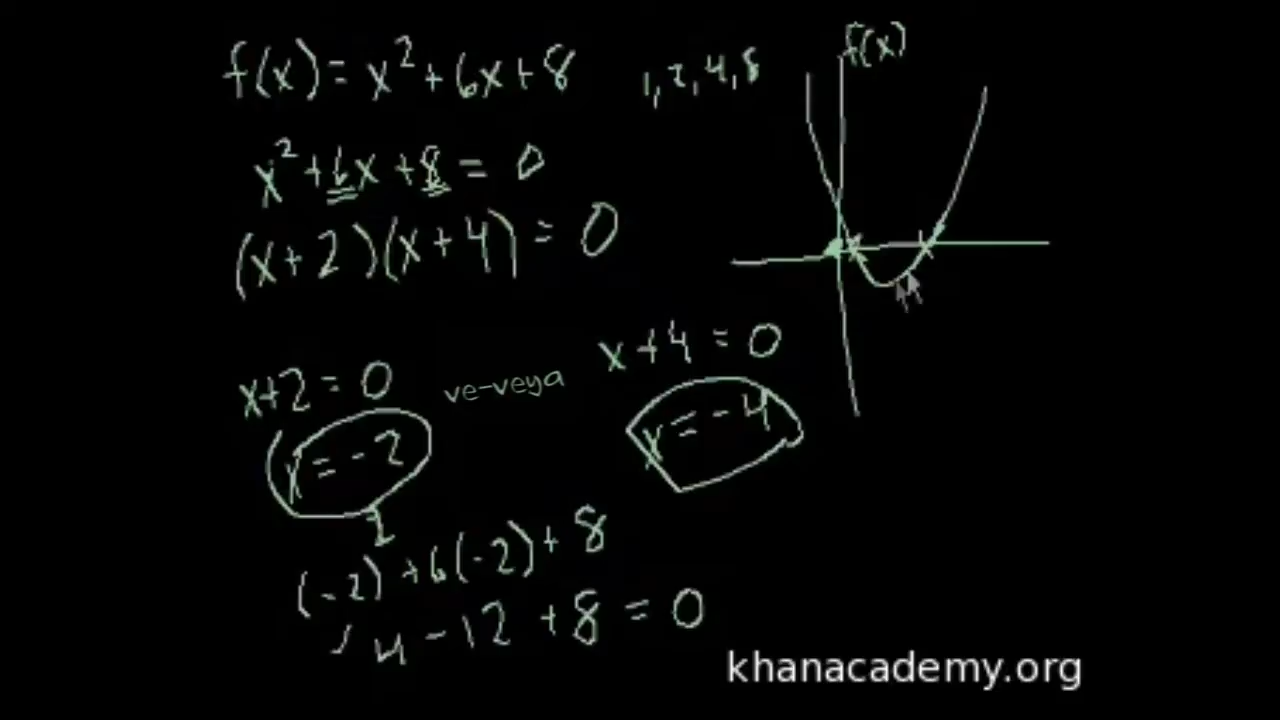 f(x) = x² + 6x + 8
1, 2, 4, 8
f(x)
x² + 6x + 8 = 0
(x + 2)(x + 4) = 0
x + 4 = 0
x + 2 = 0
ve-veya
x = -4
x = -2
(-2)² + 6(-2) + 8
4 - 12 + 8 = 0
khanacademy.org